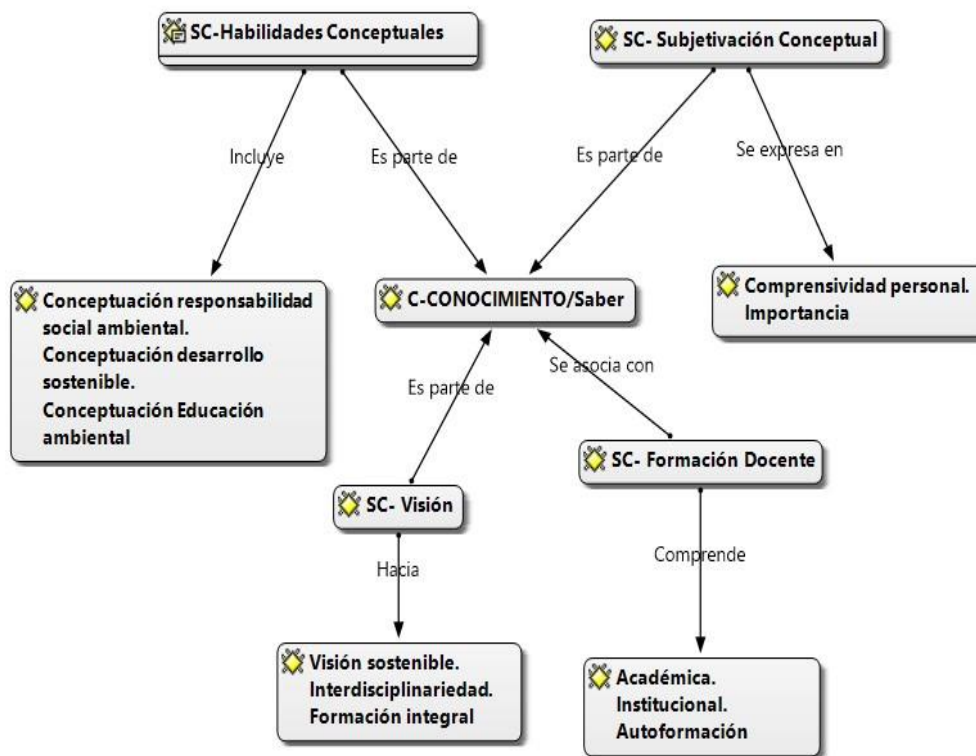 SC-Habilidades Conceptuales
SC- Subjetivación Conceptual
Incluye
Es parte de
Es parte de
Se expresa en
Conceptuación responsabilidad
social ambiental.
Conceptuación desarrollo
sostenible.
Conceptuación Educación
ambiental
C-CONOCIMIENTO/Saber
Comprensividad personal.
Importancia
Es parte de
Se asocia con
SC- Visión
SC- Formación Docente
Hacia
Comprende
Visión sostenible.
Interdisciplinariedad.
Formación integral
Académica.
Institucional.
Autoformación